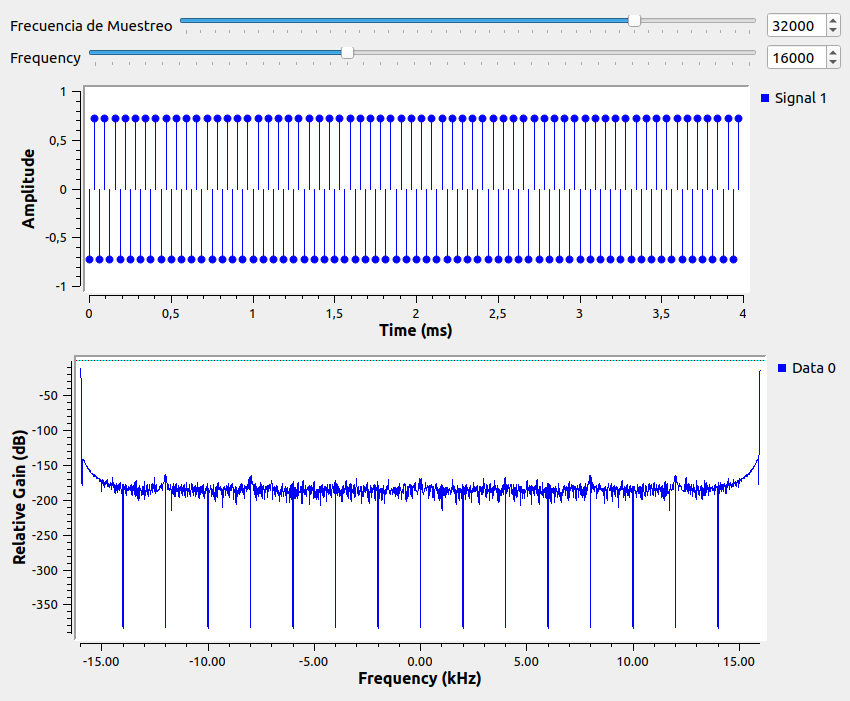 Frecuencia de Muestreo 32000
Frequency 16000
Signal 1
1
0,5
0
-0,5
-1
Amplitude
0 0,5 1 1,5 2 2,5 3 3,5 4
Time (ms)
Data 0
-50
-100
-150
-200
-250
-300
-350
Relative Gain (dB)
-15.00 -10.00 -5.00 0.00 5.00 10.00 15.00
Frequency (kHz)